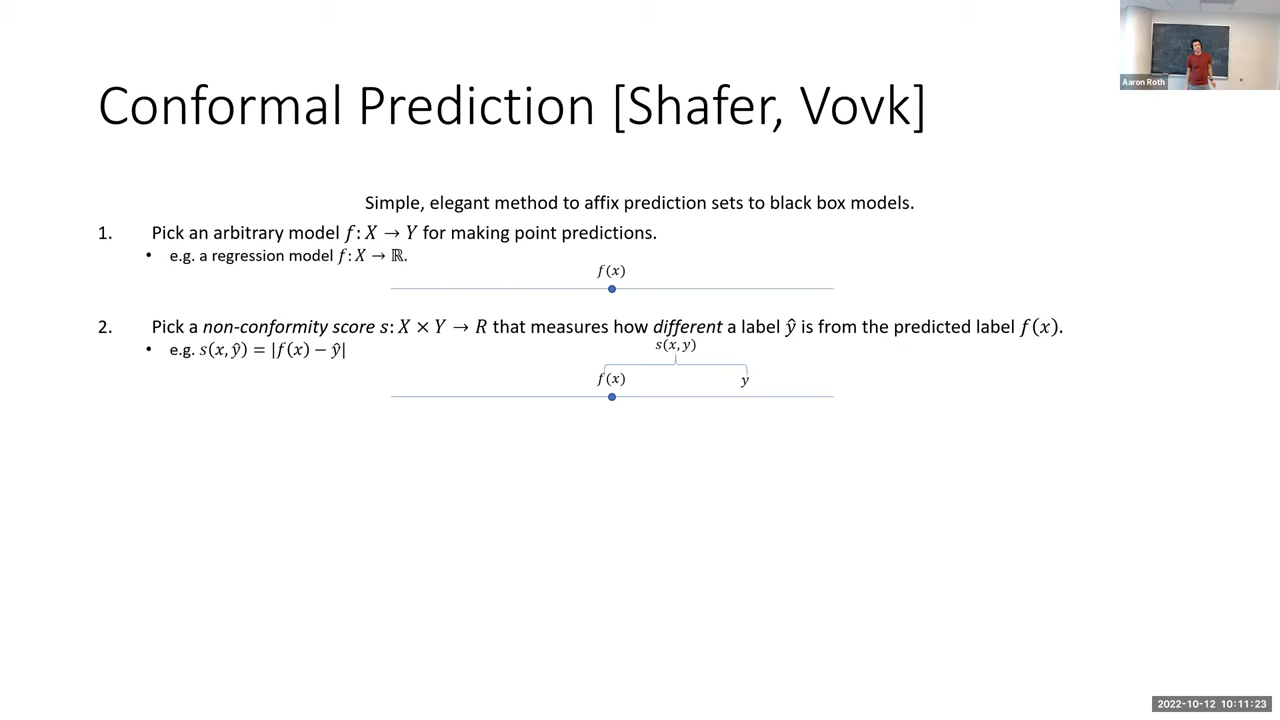 Aaron Roth
Conformal Prediction [Shafer, Vovk]
Simple, elegant method to affix prediction sets to black box models.
1. Pick an arbitrary model f: X → Y for making point predictions.
• e.g. a regression model f: X → ℝ.
f(x)
2. Pick a non-conformity score s: X × Y → R that measures how different a label ŷ is from the predicted label f(x).
• e.g. s(x, ŷ) = |f(x) − ŷ|
s(x, y)
f(x) y
2022-10-12 10:11:23